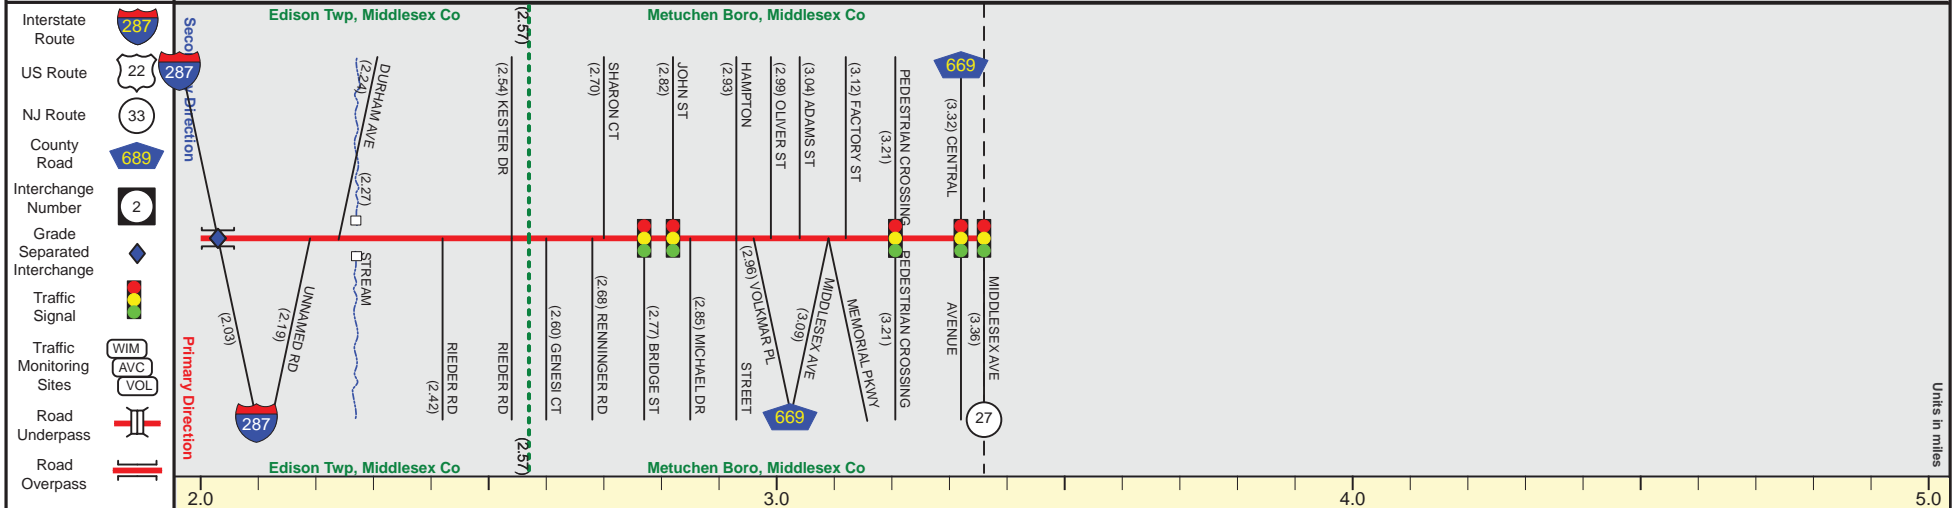 Interstate
Route
287
US Route
22
NJ Route
33
County
Road
689
Interchange
Number
2
Grade
Separated
Interchange
Traffic
Signal
Traffic
Monitoring
Sites
WIM
AVC
VOL
Road
Underpass
Road
Overpass
Secondary Direction
Primary Direction
Edison Twp, Middlesex Co
(2.57)
Metuchen Boro, Middlesex Co
287
(2.24)
DURHAM AVE
(2.27)
(2.54) KESTER DR
SHARON CT
(2.70)
JOHN ST
(2.82)
HAMPTON
(2.93)
(2.99) OLIVER ST
(3.04) ADAMS ST
(3.12) FACTORY ST
PEDESTRIAN CROSSING
(3.21)
669
(3.32) CENTRAL
(2.03)
287
(2.19)
UNNAMED RD
STREAM
RIEDER RD
(2.42)
RIEDER RD
(2.60) GENESI CT
(2.68) RENNINGER RD
(2.77) BRIDGE ST
(2.85) MICHAEL DR
STREET
(2.96) VOLKMAR PL
669
(3.09)
MIDDLESEX AVE
MEMORIAL PKWY
(3.21)
PEDESTRIAN CROSSING
AVENUE
(3.36)
MIDDLESEX AVE
27
Edison Twp, Middlesex Co
(2.57)
Metuchen Boro, Middlesex Co
Units in miles
2.0
3.0
4.0
5.0